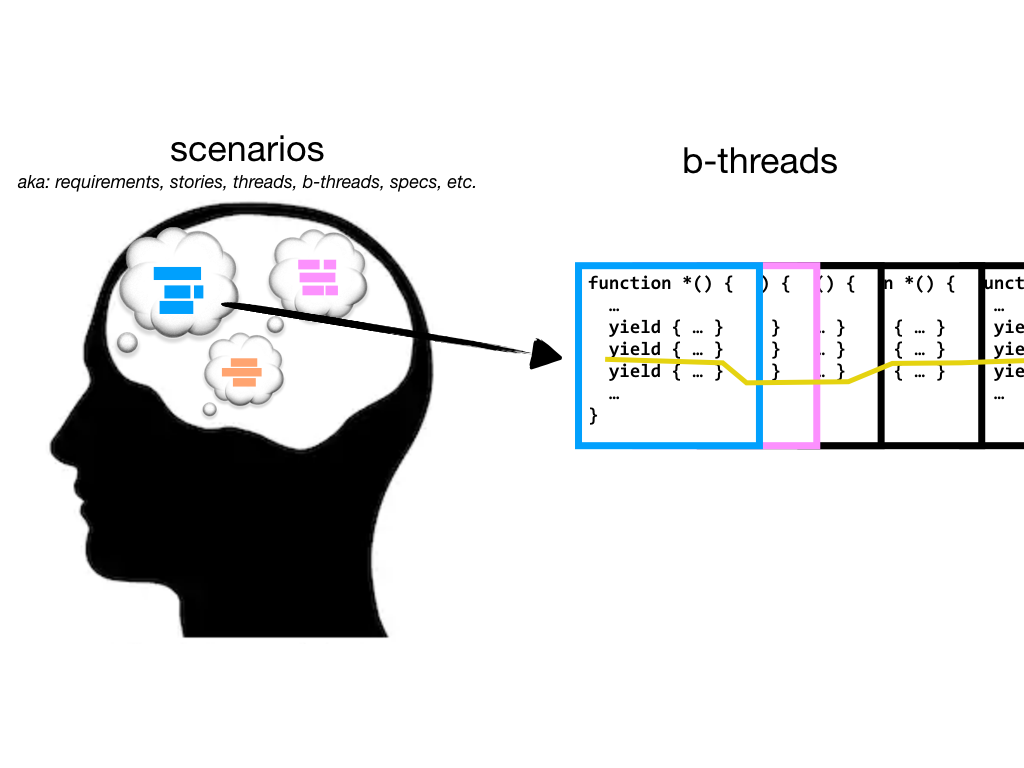 scenarios
aka: requirements, stories, threads, b-threads, specs, etc.
b-threads
function *() { ) { () { n *() { unct
… …
yield { … } } … } { … } yie
yield { … } } … } { … } yie
yield { … } } … } { … } yie
… …
}